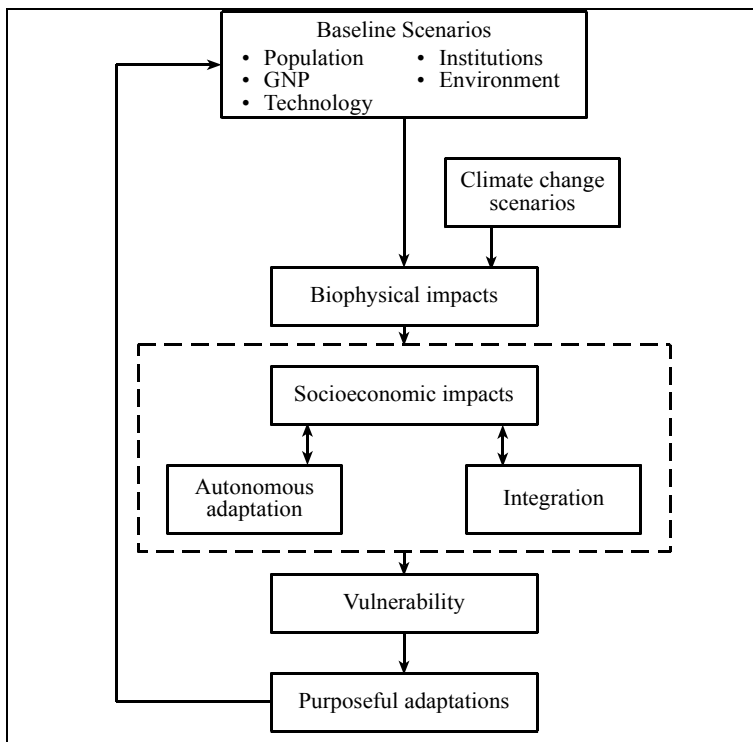 Baseline Scenarios
• Population
• GNP
• Technology
• Institutions
• Environment
Climate change
scenarios
Biophysical impacts
Socioeconomic impacts
Autonomous
adaptation
Integration
Vulnerability
Purposeful adaptations